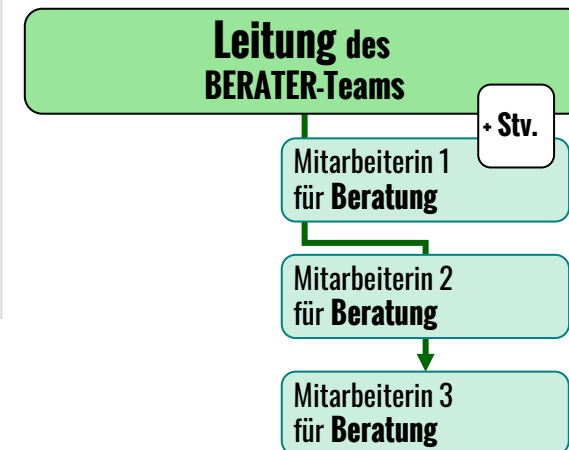 Leitung des
BERATER-Teams
+ Stv.
Mitarbeiterin 1
für Beratung
Mitarbeiterin 2
für Beratung
Mitarbeiterin 3
für Beratung